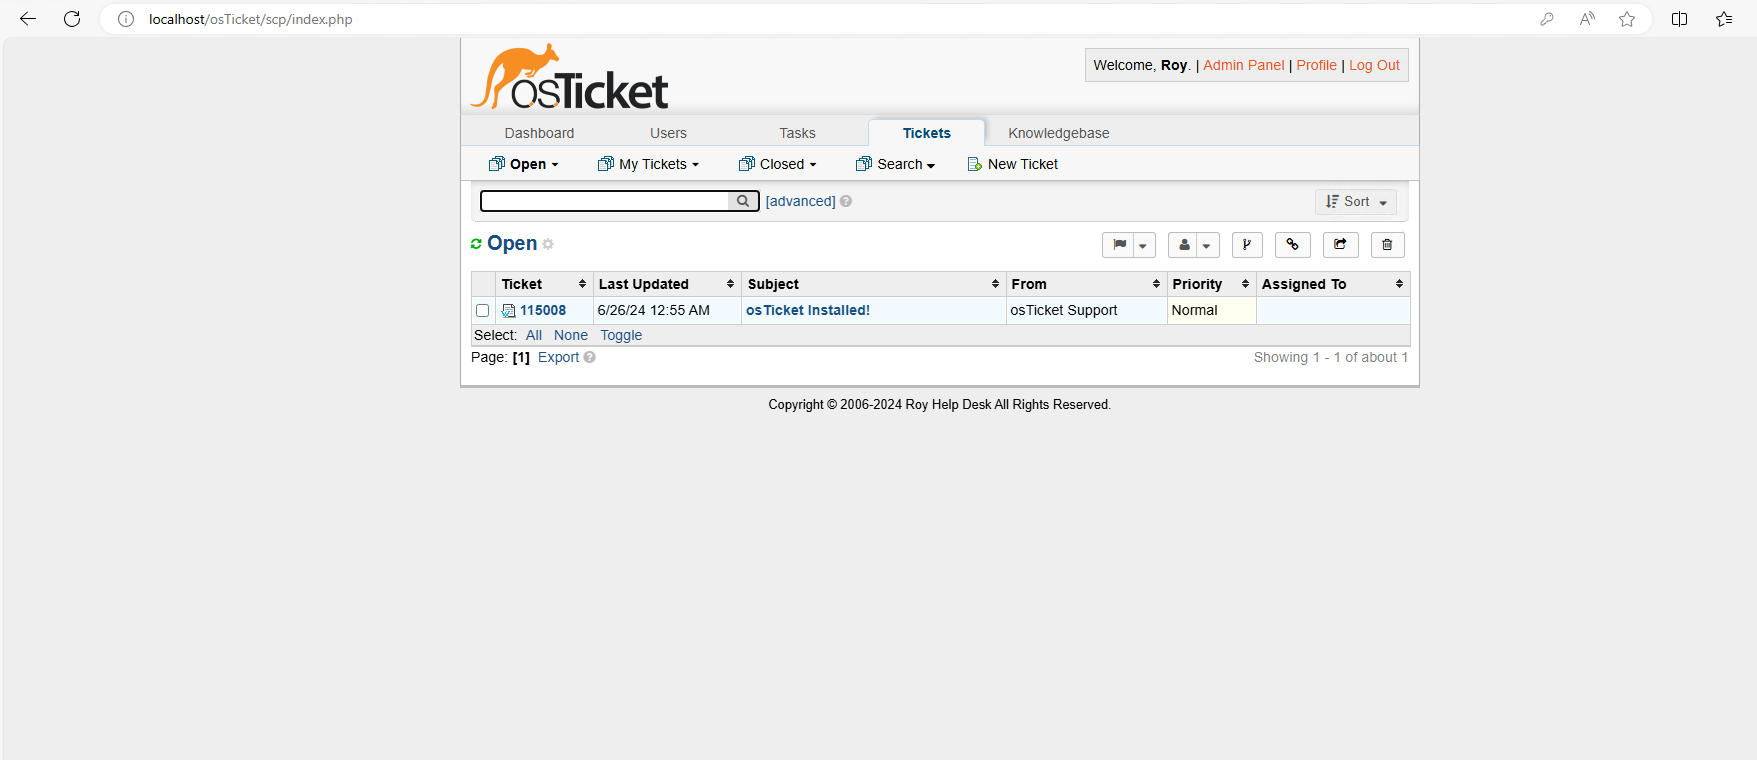 localhost/osTicket/scp/index.php
osTicket
Welcome, Roy. | Admin Panel | Profile | Log Out
Dashboard Users Tasks Tickets Knowledgebase
Open My Tickets Closed Search New Ticket
[advanced] ? Sort
Open
Ticket Last Updated Subject From Priority Assigned To
115008 6/26/24 12:55 AM osTicket Installed! osTicket Support Normal
Select: All None Toggle
Page: [1] Export ? Showing 1 - 1 of about 1
Copyright © 2006-2024 Roy Help Desk All Rights Reserved.